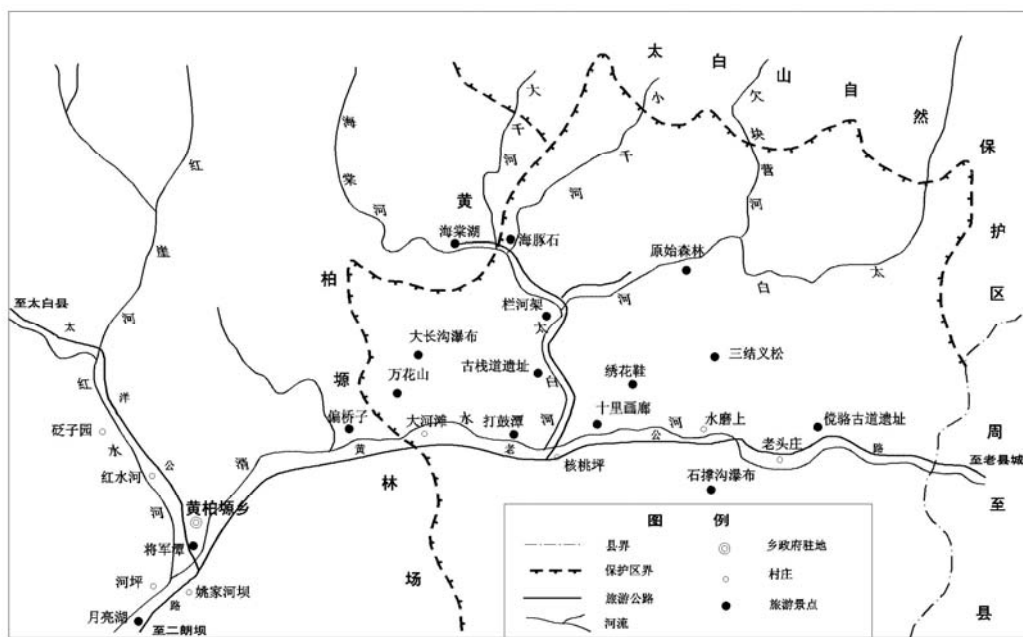 太白山自然保护区
大千河
小千河
欠块营河
红崖河
海棠河
黄柏塬林场
海棠湖
海豚石
原始森林
太白河
至太白县
栏河架
大长沟瀑布
太白河
三结义松
古栈道遗址
万花山
绣花鞋
太洋公路
红水河
偏桥子
大河滩
打鼓潭
十里画廊
水磨上
傥骆古道遗址
砭子园
湑水河
黄老公路
老头庄
至老县城
核桃坪
红水河
石撑沟瀑布
周至县
黄柏塬乡
将军潭
河坪
姚家河坝
月亮湖
至二朗坝
图例
县界
乡政府驻地
保护区界
村庄
旅游公路
旅游景点
河流